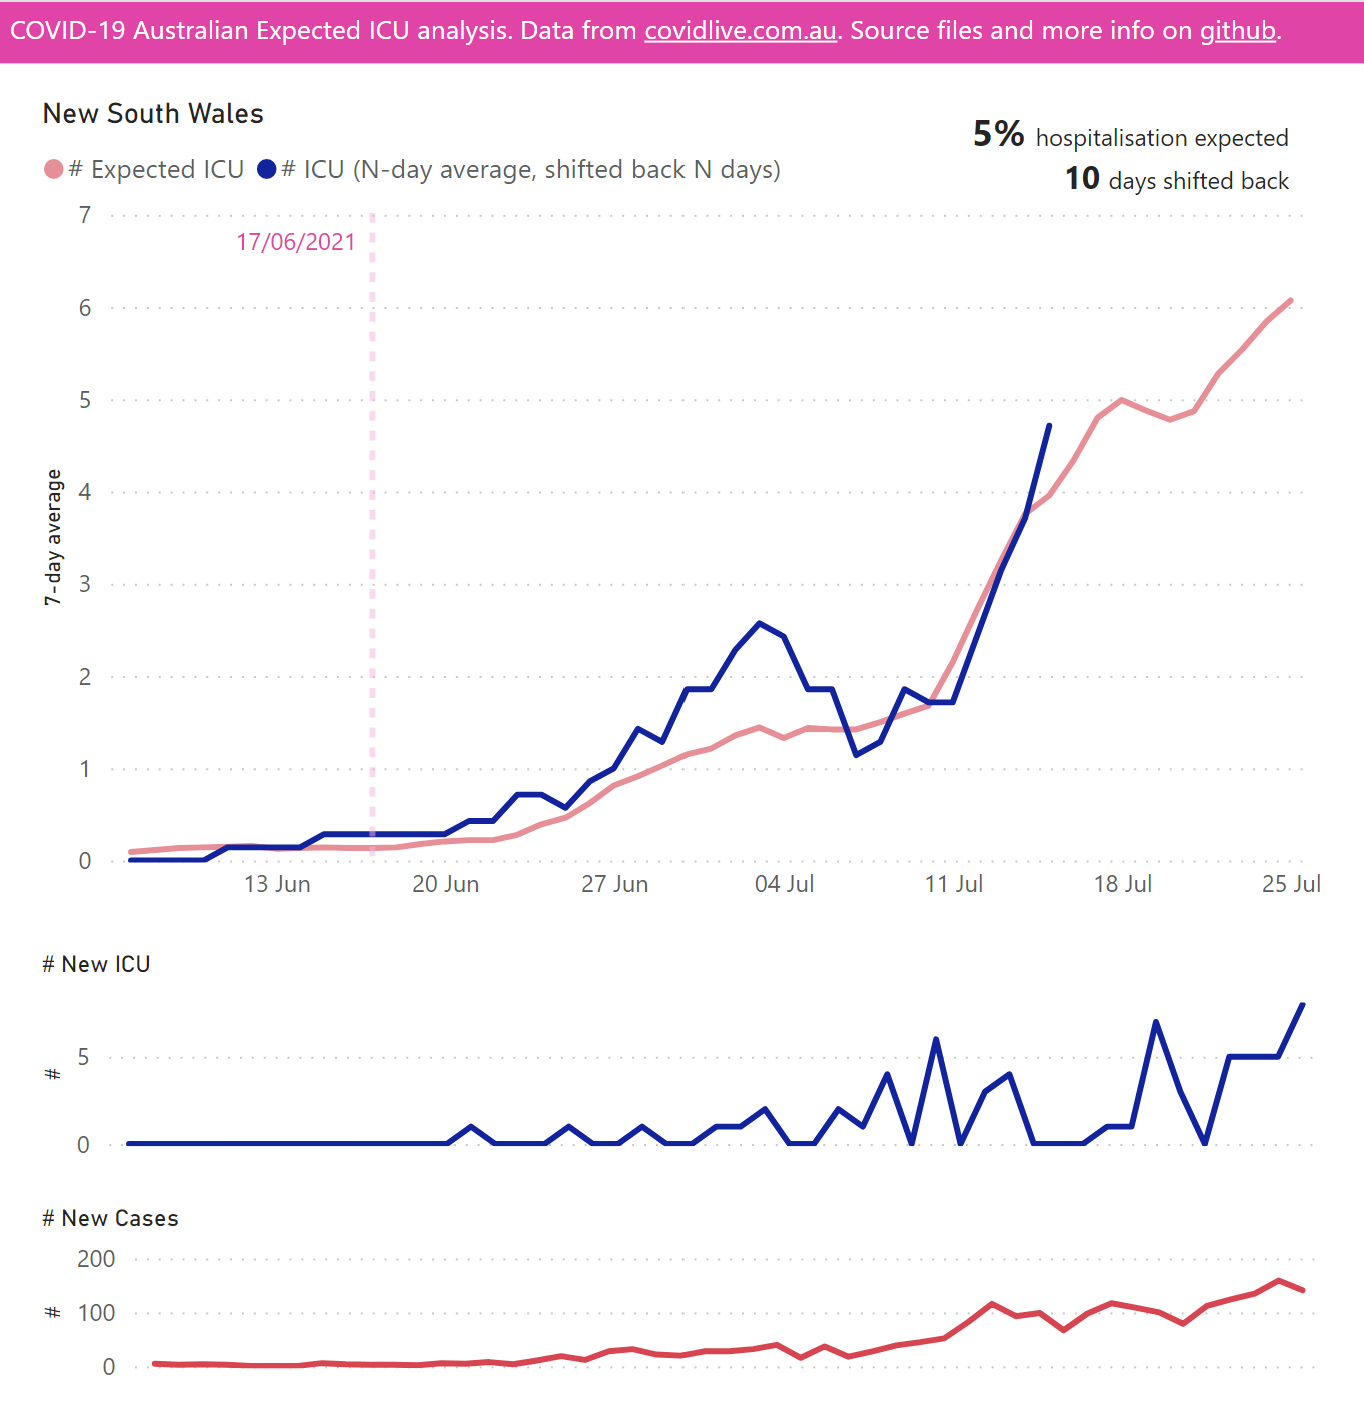 COVID-19 Australian Expected ICU analysis. Data from covidlive.com.au. Source files and more info on github.
New South Wales
5% hospitalisation expected
# Expected ICU # ICU (N-day average, shifted back N days)
10 days shifted back
7
17/06/2021
6
5
4
3
2
1
0
7-day average
13 Jun 20 Jun 27 Jun 04 Jul 11 Jul 18 Jul 25 Jul
# New ICU
5
#
0
# New Cases
200
# 100
0